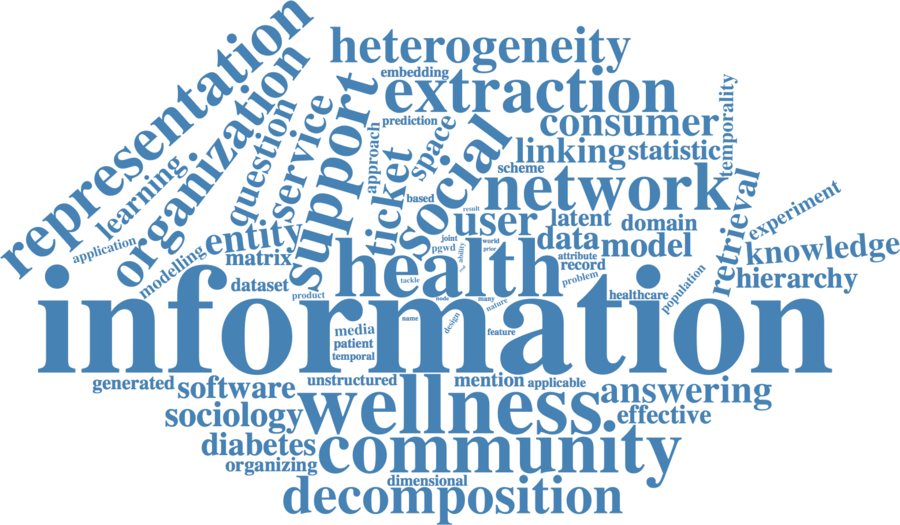 representation
organization
learning
application
modelling
question
service
support
heterogeneity
embedding
extraction
prediction
consumer
temporality
linking
statistic
scheme
approach
ticket
space
social
based
result
network
retrieval
experiment
user
latent
domain
entity
matrix
data
model
knowledge
hierarchy
joint
world
pgwd
ability
prior
attribute
record
problem
population
dataset
product
health
tackle
node
many
nature
healthcare
information
name
design
feature
media
patient
temporal
generated
software
unstructured
mention
applicable
answering
sociology
wellness
effective
diabetes
community
organizing
dimensional
decomposition